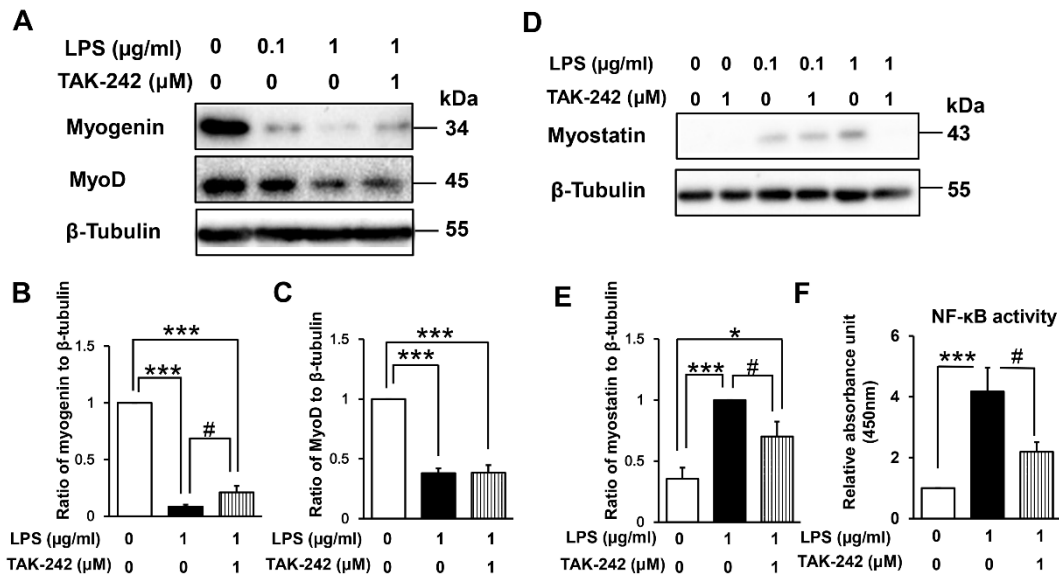 A
LPS (µg/ml) 0 0.1 1 1
TAK-242 (µM) 0 0 0 1
kDa
Myogenin 34
MyoD 45
β-Tubulin 55
D
LPS (µg/ml) 0 0 0.1 0.1 1 1
TAK-242 (µM) 0 1 0 1 0 1
kDa
Myostatin 43
β-Tubulin 55
B
Ratio of myogenin to β-tubulin
1.5
1
0.5
0
***
***
#
LPS (µg/ml) 0 1 1
TAK-242 (µM) 0 0 1
C
Ratio of MyoD to β-tubulin
1.5
1
0.5
0
***
***
0 1 1
0 0 1
E
Ratio of myostatin to β-tubulin
1.5
1
0.5
0
*
***
#
LPS (µg/ml) 0 1 1
TAK-242 (µM) 0 0 1
F
NF-κB activity
Relative absorbance unit
(450nm)
6
4
2
0
***
#
LPS (µg/ml) 0 1 1
TAK-242 (µM) 0 0 1